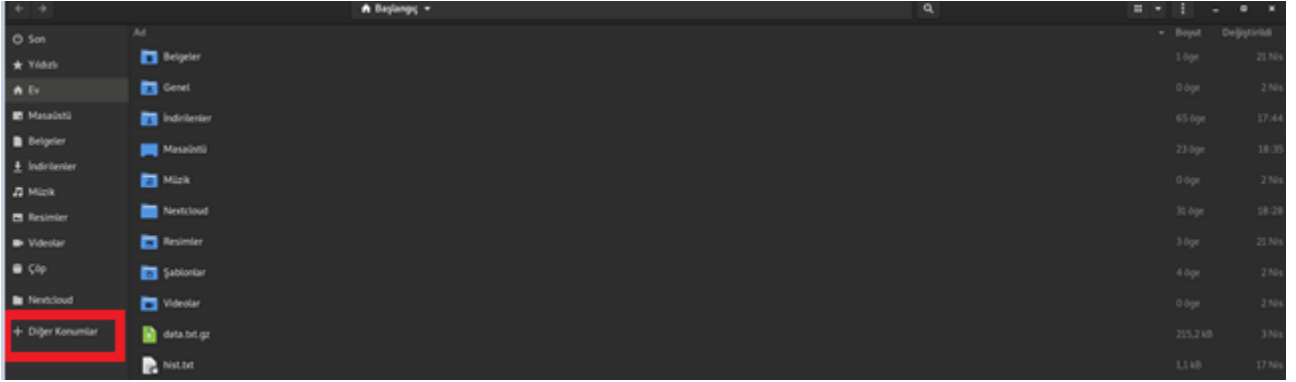 Başlangıç
Ad Boyut Değiştirildi
Son
Yıldızlı
Ev
Masaüstü
Belgeler
İndirilenler
Müzik
Resimler
Videolar
Çöp
Nextcloud
+ Diğer Konumlar
Belgeler 1 öge 21 Nis
Genel 0 öge 2 Nis
İndirilenler 65 öge 17:44
Masaüstü 23 öge 18:35
Müzik 0 öge 2 Nis
Nextcloud 31 öge 18:28
Resimler 3 öge 21 Nis
Şablonlar 4 öge 2 Nis
Videolar 0 öge 2 Nis
data.txt.gz 215,2 kB 3 Nis
hist.txt 1,1 kB 17 Nis